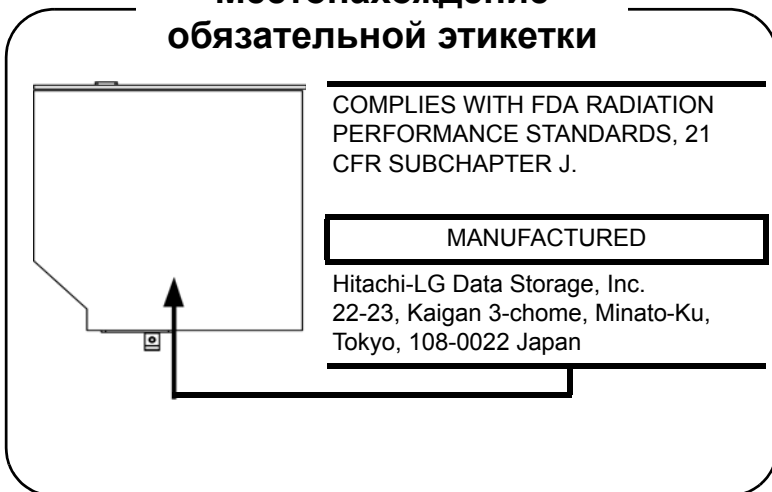 Местонахождение
обязательной этикетки
COMPLIES WITH FDA RADIATION
PERFORMANCE STANDARDS, 21
CFR SUBCHAPTER J.
MANUFACTURED
Hitachi-LG Data Storage, Inc.
22-23, Kaigan 3-chome, Minato-Ku,
Tokyo, 108-0022 Japan